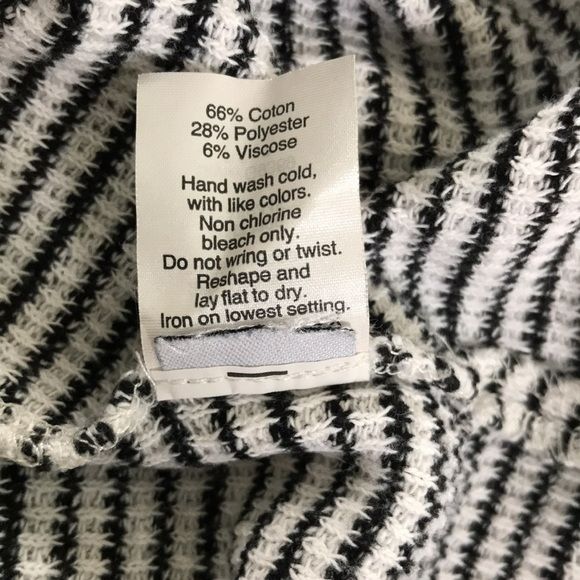 66% Coton
28% Polyester
6% Viscose
Hand wash cold,
with like colors.
Non chlorine
bleach only.
Do not wring or twist.
Reshape and
lay flat to dry.
Iron on lowest setting.